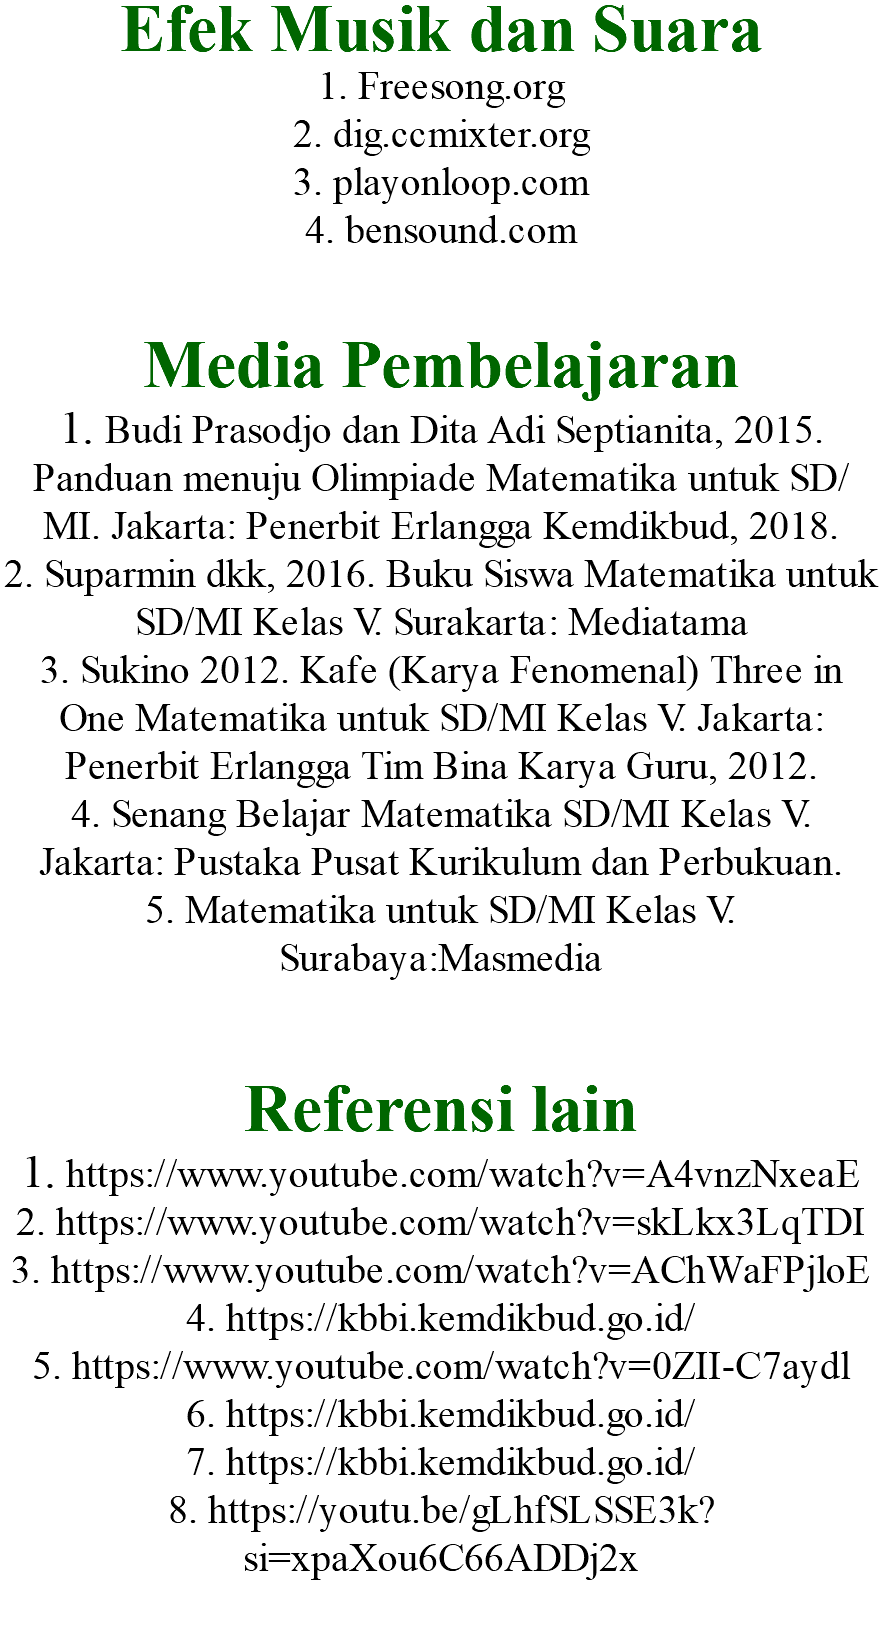 Efek Musik dan Suara
1. Freesong.org
2. dig.ccmixter.org
3. playonloop.com
4. bensound.com
Media Pembelajaran
1. Budi Prasodjo dan Dita Adi Septianita, 2015.
Panduan menuju Olimpiade Matematika untuk SD/
MI. Jakarta: Penerbit Erlangga Kemdikbud, 2018.
2. Suparmin dkk, 2016. Buku Siswa Matematika untuk
SD/MI Kelas V. Surakarta: Mediatama
3. Sukino 2012. Kafe (Karya Fenomenal) Three in
One Matematika untuk SD/MI Kelas V. Jakarta:
Penerbit Erlangga Tim Bina Karya Guru, 2012.
4. Senang Belajar Matematika SD/MI Kelas V.
Jakarta: Pustaka Pusat Kurikulum dan Perbukuan.
5. Matematika untuk SD/MI Kelas V.
Surabaya:Masmedia
Referensi lain
1. https://www.youtube.com/watch?v=A4vnzNxeaE
2. https://www.youtube.com/watch?v=skLkx3LqTDI
3. https://www.youtube.com/watch?v=AChWaFPjloE
4. https://kbbi.kemdikbud.go.id/
5. https://www.youtube.com/watch?v=0ZII-C7aydl
6. https://kbbi.kemdikbud.go.id/
7. https://kbbi.kemdikbud.go.id/
8. https://youtu.be/gLhfSLSSE3k?
si=xpaXou6C66ADDj2x